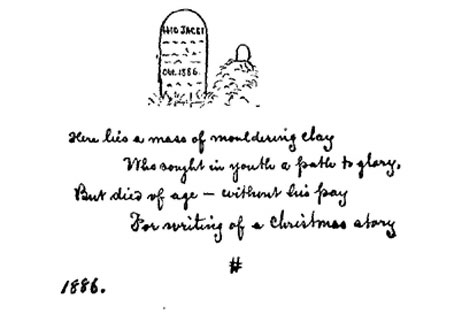 HIC JACET
Obt. 1886.
Here lies a mass of mouldering clay
Who sought in youth a path to glory,
But died of age – without his pay
For writing of a Christmas story
#
1886.